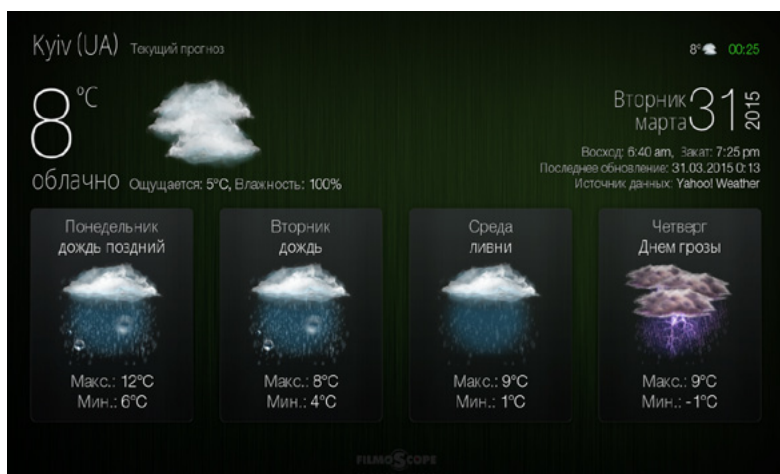 Kyiv (UA) Текущий прогноз
8° 00:25
8°C
облачно Ощущается: 5°C, Влажность: 100%
Вторник 31 2015
марта
Восход: 6:40 am, Закат: 7:25 pm
Последнее обновление: 31.03.2015 0:13
Источник данных: Yahoo! Weather
Понедельник
дождь поздний
Макс.: 12°C
Мин.: 6°C
Вторник
дождь
Макс.: 8°C
Мин.: 4°C
Среда
ливни
Макс.: 9°C
Мин.: 1°C
Четверг
Днем грозы
Макс.: 9°C
Мин.: -1°C
FILMOSCOPE